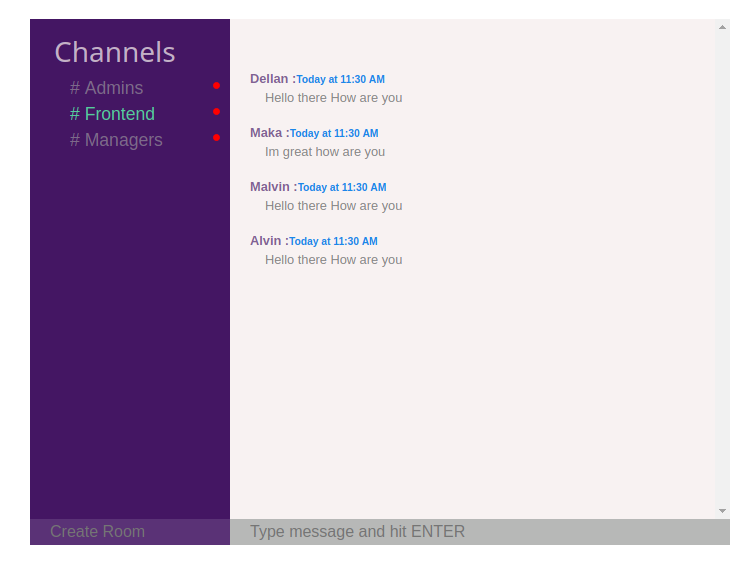 Channels
# Admins
# Frontend
# Managers
Create Room
Dellan :Today at 11:30 AM
Hello there How are you
Maka :Today at 11:30 AM
Im great how are you
Malvin :Today at 11:30 AM
Hello there How are you
Alvin :Today at 11:30 AM
Hello there How are you
Type message and hit ENTER